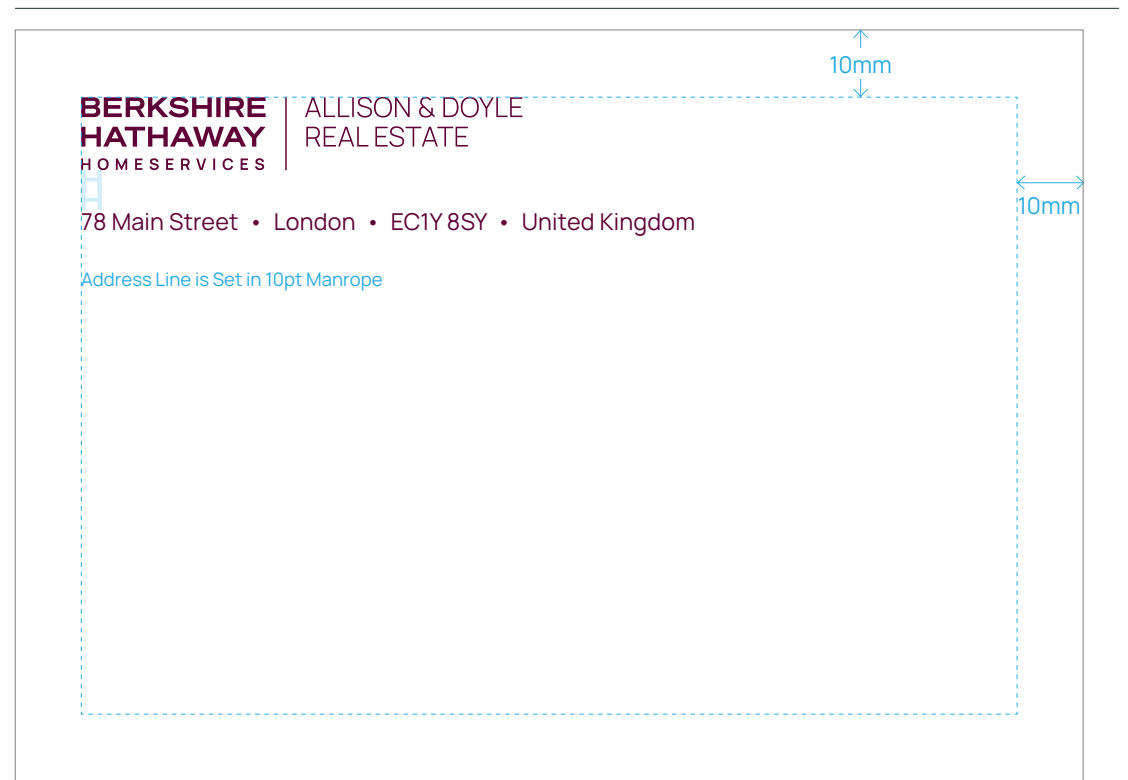 10mm
BERKSHIRE
HATHAWAY
HOMESERVICES
ALLISON & DOYLE
REAL ESTATE
10mm
78 Main Street • London • EC1Y 8SY • United Kingdom
Address Line is Set in 10pt Manrope